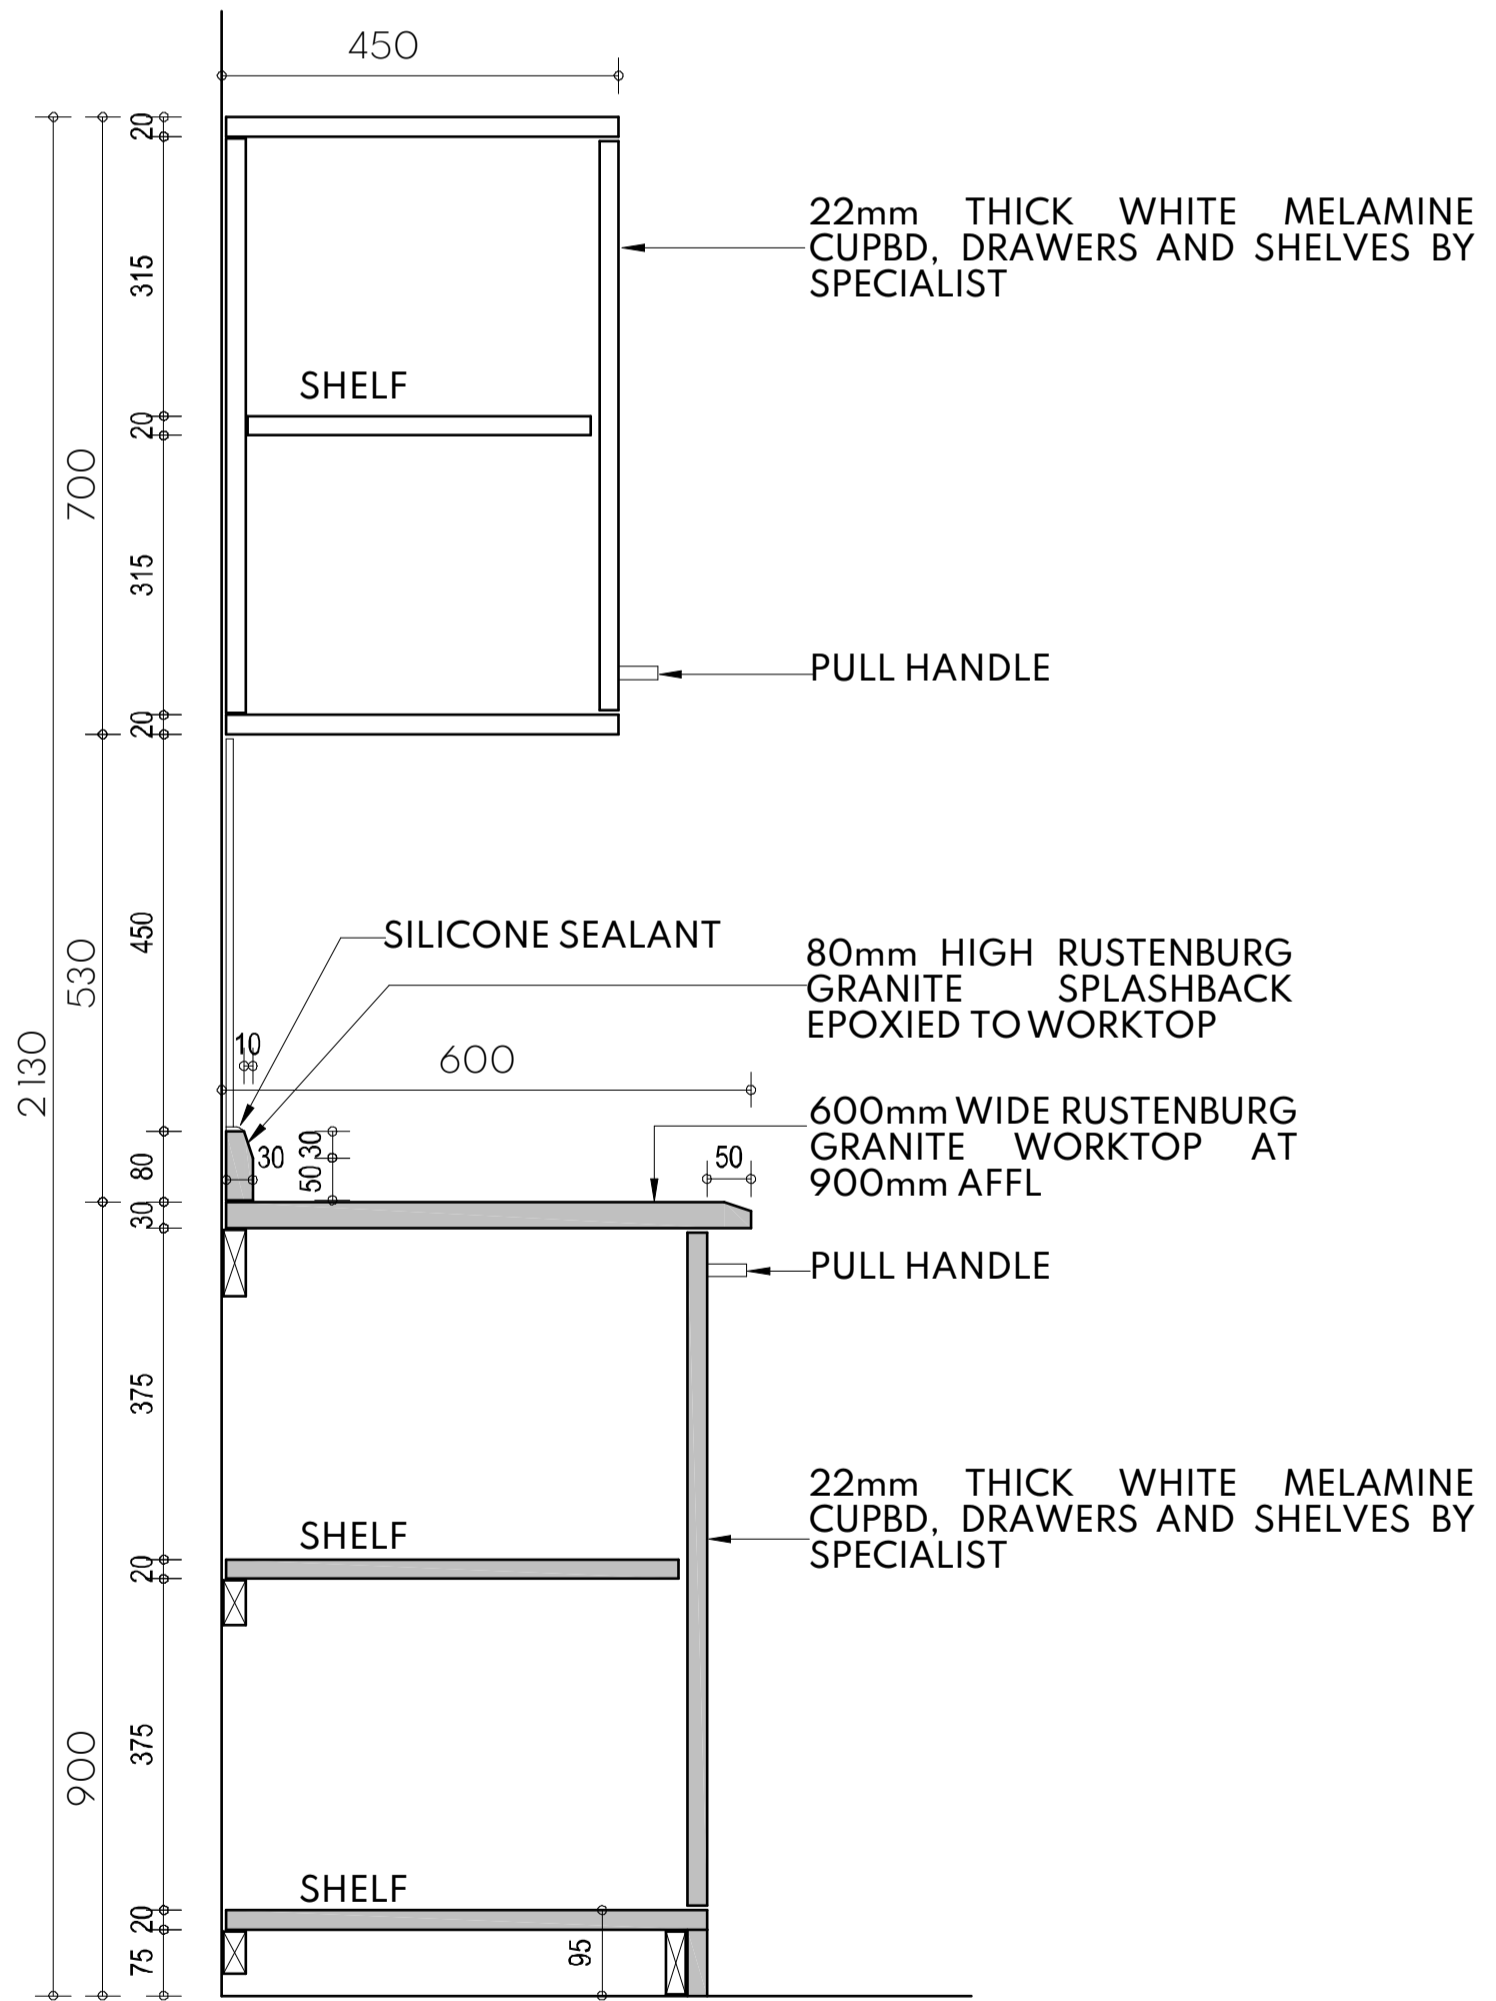 450
20
22mm THICK WHITE MELAMINE
CUPBD, DRAWERS AND SHELVES BY
SPECIALIST
315
SHELF
20
700
315
PULL HANDLE
20
450
SILICONE SEALANT
80mm HIGH RUSTENBURG
GRANITE SPLASHBACK
EPOXIED TO WORKTOP
530
10
600
2130
600mm WIDE RUSTENBURG
GRANITE WORKTOP AT
900mm AFFL
80
30
30
50
50
30
PULL HANDLE
375
22mm THICK WHITE MELAMINE
CUPBD, DRAWERS AND SHELVES BY
SPECIALIST
SHELF
20
375
900
SHELF
20
95
75